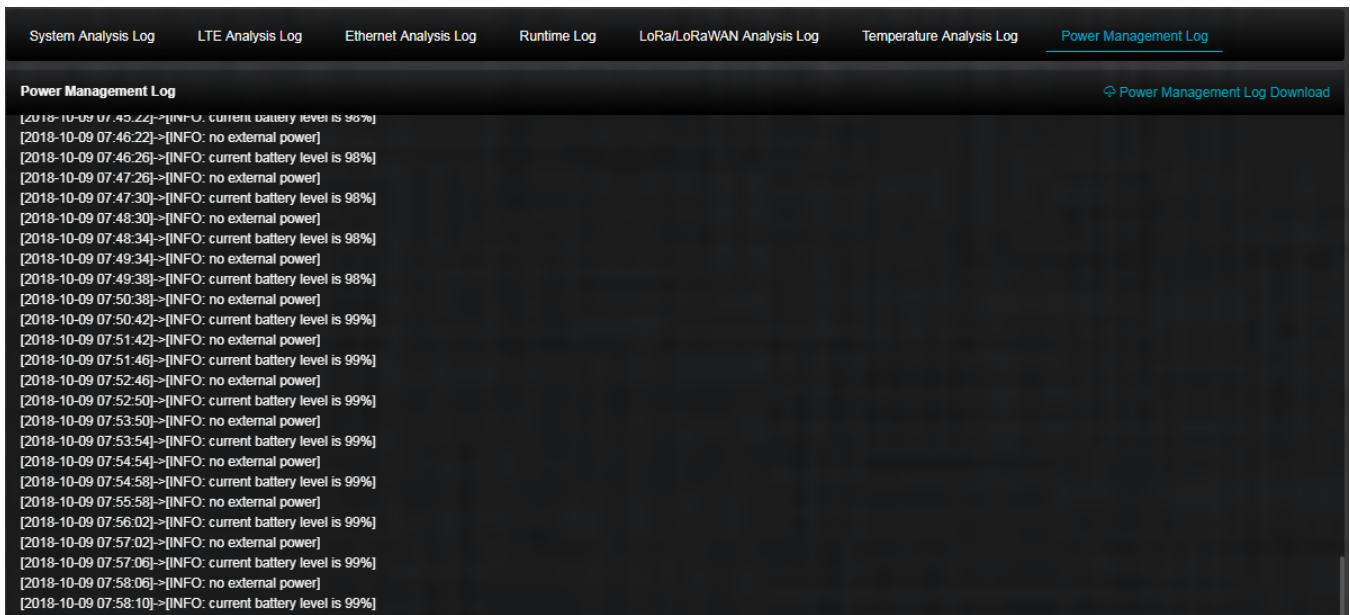 System Analysis Log LTE Analysis Log Ethernet Analysis Log Runtime Log LoRa/LoRaWAN Analysis Log Temperature Analysis Log Power Management Log
Power Management Log Power Management Log Download
[2018-10-09 07:45:22]->[INFO: current battery level is 98%]
[2018-10-09 07:46:22]->[INFO: no external power]
[2018-10-09 07:46:26]->[INFO: current battery level is 98%]
[2018-10-09 07:47:26]->[INFO: no external power]
[2018-10-09 07:47:30]->[INFO: current battery level is 98%]
[2018-10-09 07:48:30]->[INFO: no external power]
[2018-10-09 07:48:34]->[INFO: current battery level is 98%]
[2018-10-09 07:49:34]->[INFO: no external power]
[2018-10-09 07:49:38]->[INFO: current battery level is 98%]
[2018-10-09 07:50:38]->[INFO: no external power]
[2018-10-09 07:50:42]->[INFO: current battery level is 99%]
[2018-10-09 07:51:42]->[INFO: no external power]
[2018-10-09 07:51:46]->[INFO: current battery level is 99%]
[2018-10-09 07:52:46]->[INFO: no external power]
[2018-10-09 07:52:50]->[INFO: current battery level is 99%]
[2018-10-09 07:53:50]->[INFO: no external power]
[2018-10-09 07:53:54]->[INFO: current battery level is 99%]
[2018-10-09 07:54:54]->[INFO: no external power]
[2018-10-09 07:54:58]->[INFO: current battery level is 99%]
[2018-10-09 07:55:58]->[INFO: no external power]
[2018-10-09 07:56:02]->[INFO: current battery level is 99%]
[2018-10-09 07:57:02]->[INFO: no external power]
[2018-10-09 07:57:06]->[INFO: current battery level is 99%]
[2018-10-09 07:58:06]->[INFO: no external power]
[2018-10-09 07:58:10]->[INFO: current battery level is 99%]